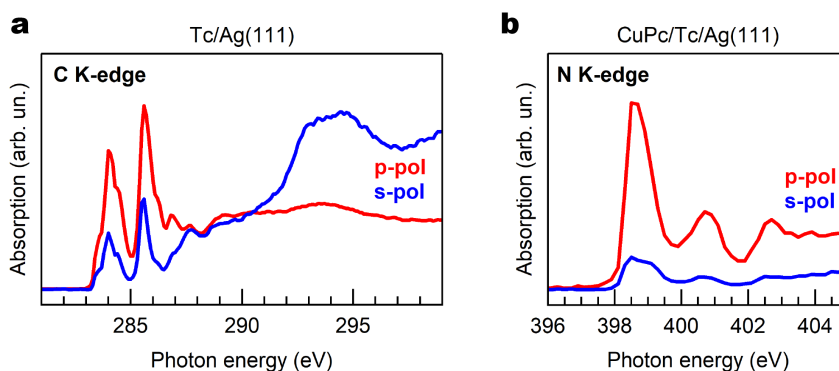 a
Tc/Ag(111)
C K-edge
p-pol
s-pol
Absorption (arb. un.)
285
290
295
Photon energy (eV)
b
CuPc/Tc/Ag(111)
N K-edge
p-pol
s-pol
Absorption (arb. un.)
396
398
400
402
404
Photon energy (eV)